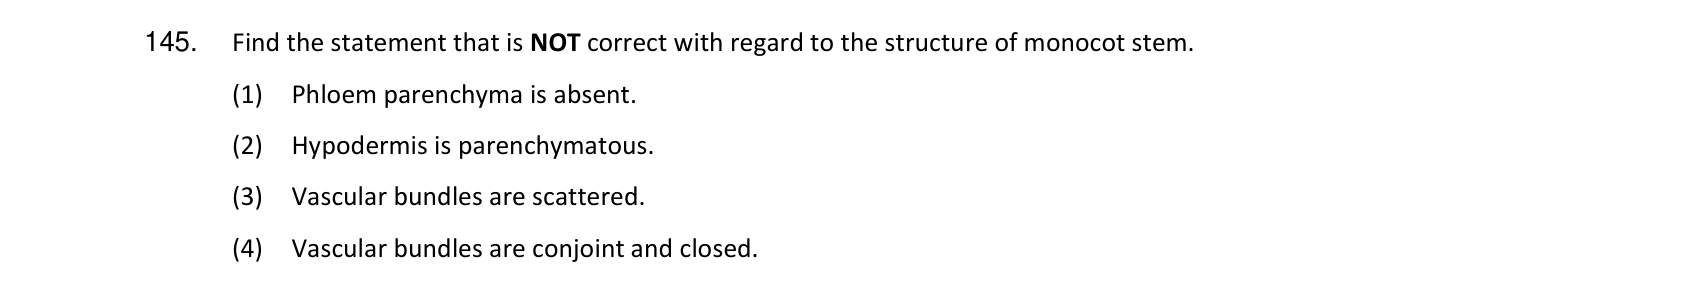 145. Find the statement that is NOT correct with regard to the structure of monocot stem.
(1) Phloem parenchyma is absent.
(2) Hypodermis is parenchymatous.
(3) Vascular bundles are scattered.
(4) Vascular bundles are conjoint and closed.